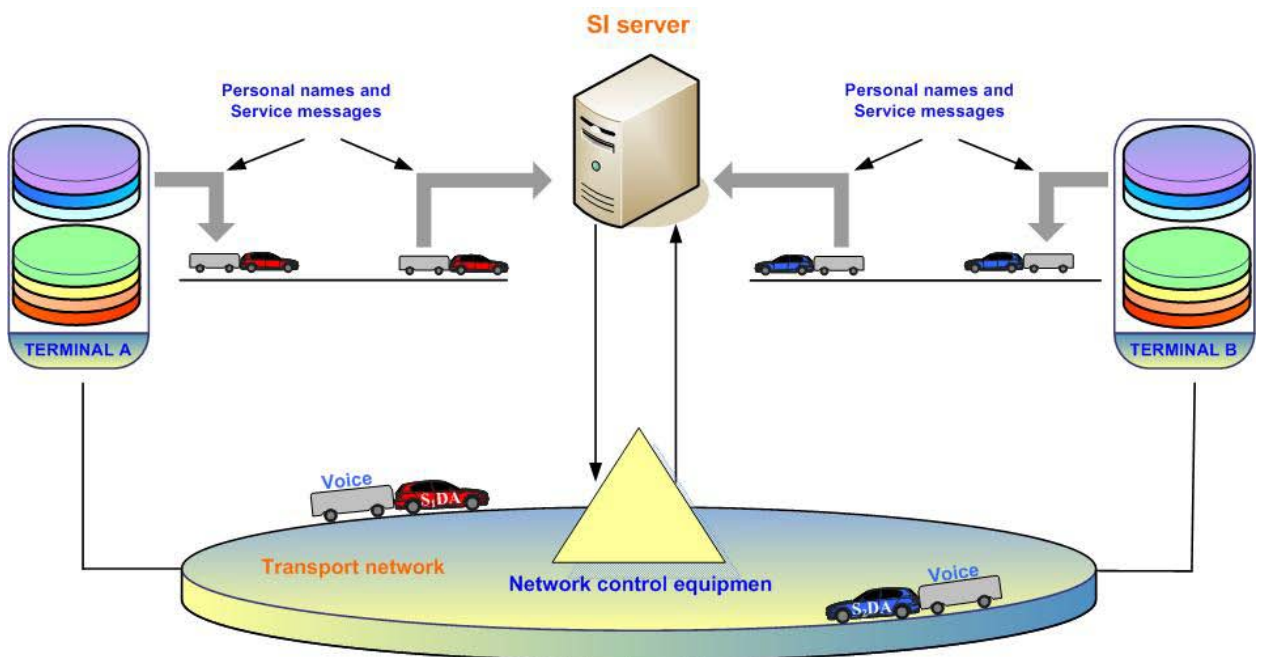 SI server
Personal names and
Service messages
Personal names and
Service messages
TERMINAL A
TERMINAL B
Voice
S₁DA
Transport network
Network control equipmen
Voice
S₂DA